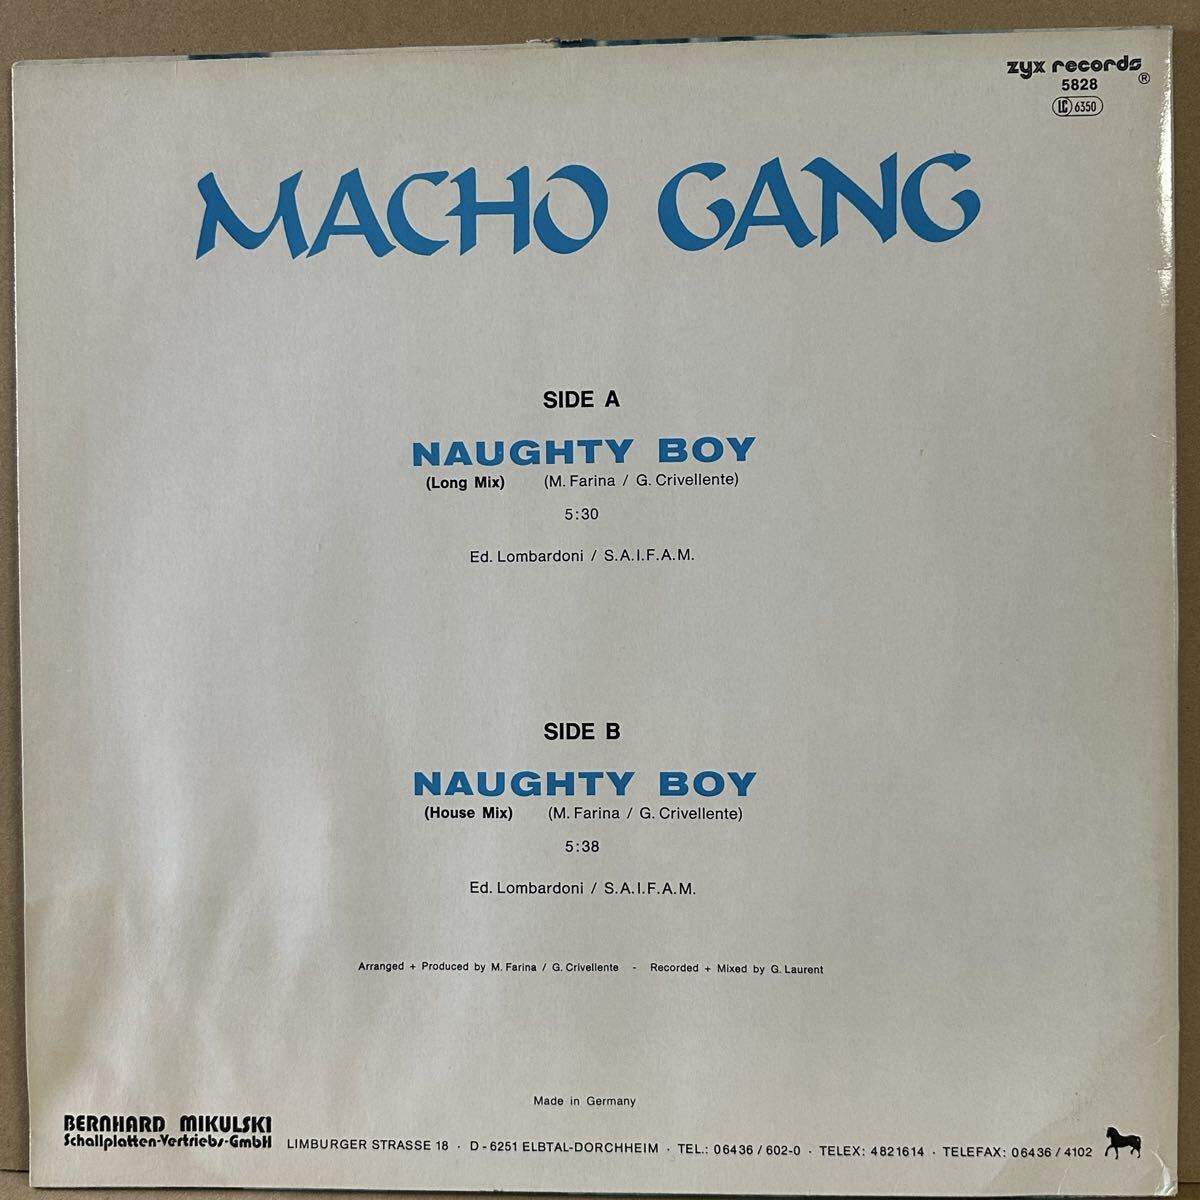 zyx records ®
5828
LC 6350
MACHO GANG
SIDE A
NAUGHTY BOY
(Long Mix) (M. Farina / G. Crivellente)
5:30
Ed. Lombardoni / S.A.I.F.A.M.
SIDE B
NAUGHTY BOY
(House Mix) (M. Farina / G. Crivellente)
5:38
Ed. Lombardoni / S.A.I.F.A.M.
Arranged + Produced by M. Farina / G. Crivellente - Recorded + Mixed by G. Laurent
Made in Germany
BERNHARD MIKULSKI
Schallplatten-Vertriebs-GmbH
LIMBURGER STRASSE 18 · D-6251 ELBTAL-DORCHHEIM · TEL.: 06436 / 602-0 · TELEX: 4821614 · TELEFAX: 06436 / 4102